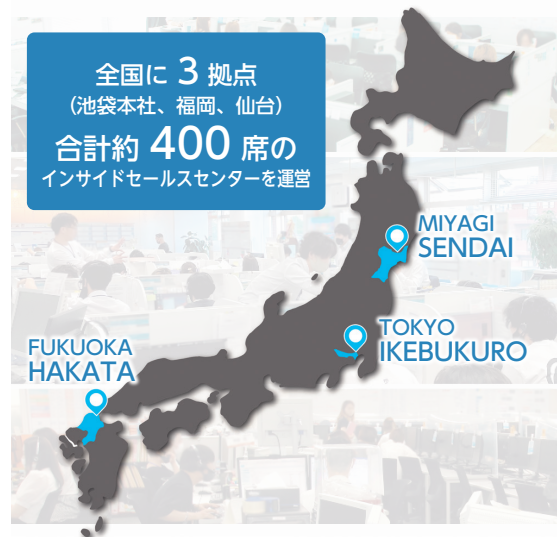 全国に 3 拠点
（池袋本社、福岡、仙台）
合計約 400 席の
インサイドセールスセンターを運営
MIYAGI
SENDAI
TOKYO
IKEBUKURO
FUKUOKA
HAKATA